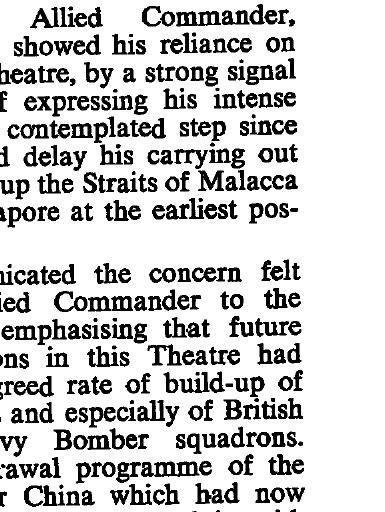 Allied Commander,
showed his reliance on
heatre, by a strong signal
f expressing his intense
contemplated step since
d delay his carrying out
up the Straits of Malacca
apore at the earliest pos-
nicated the concern felt
ied Commander to the
emphasising that future
ons in this Theatre had
greed rate of build-up of
and especially of British
vy Bomber squadrons.
rawal programme of the
r China which had now